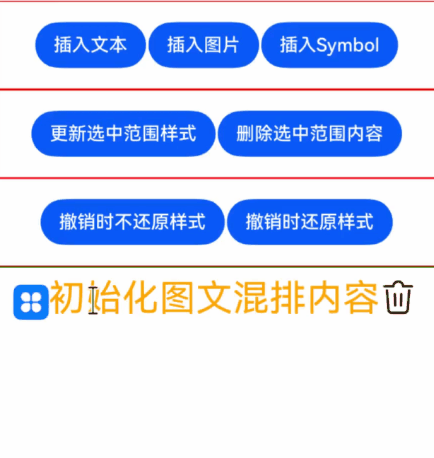 插入文本 插入图片 插入Symbol
更新选中范围样式 删除选中范围内容
撤销时不还原样式 撤销时还原样式
初始化图文混排内容